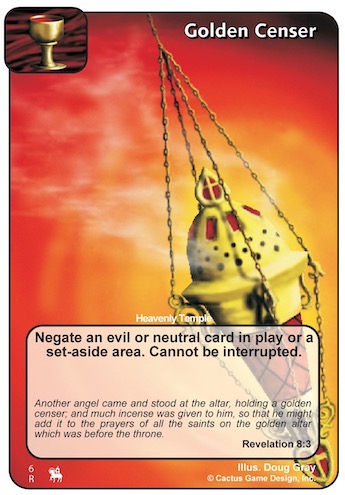 Golden Censer
Heavenly Temple
Negate an evil or neutral card in play or a
set-aside area. Cannot be interrupted.
Another angel came and stood at the altar, holding a golden
censer; and much incense was given to him, so that he might
add it to the prayers of all the saints on the golden altar
which was before the throne.
Revelation 8:3
6
R
Illus. Doug Gray
© Cactus Game Design, Inc.